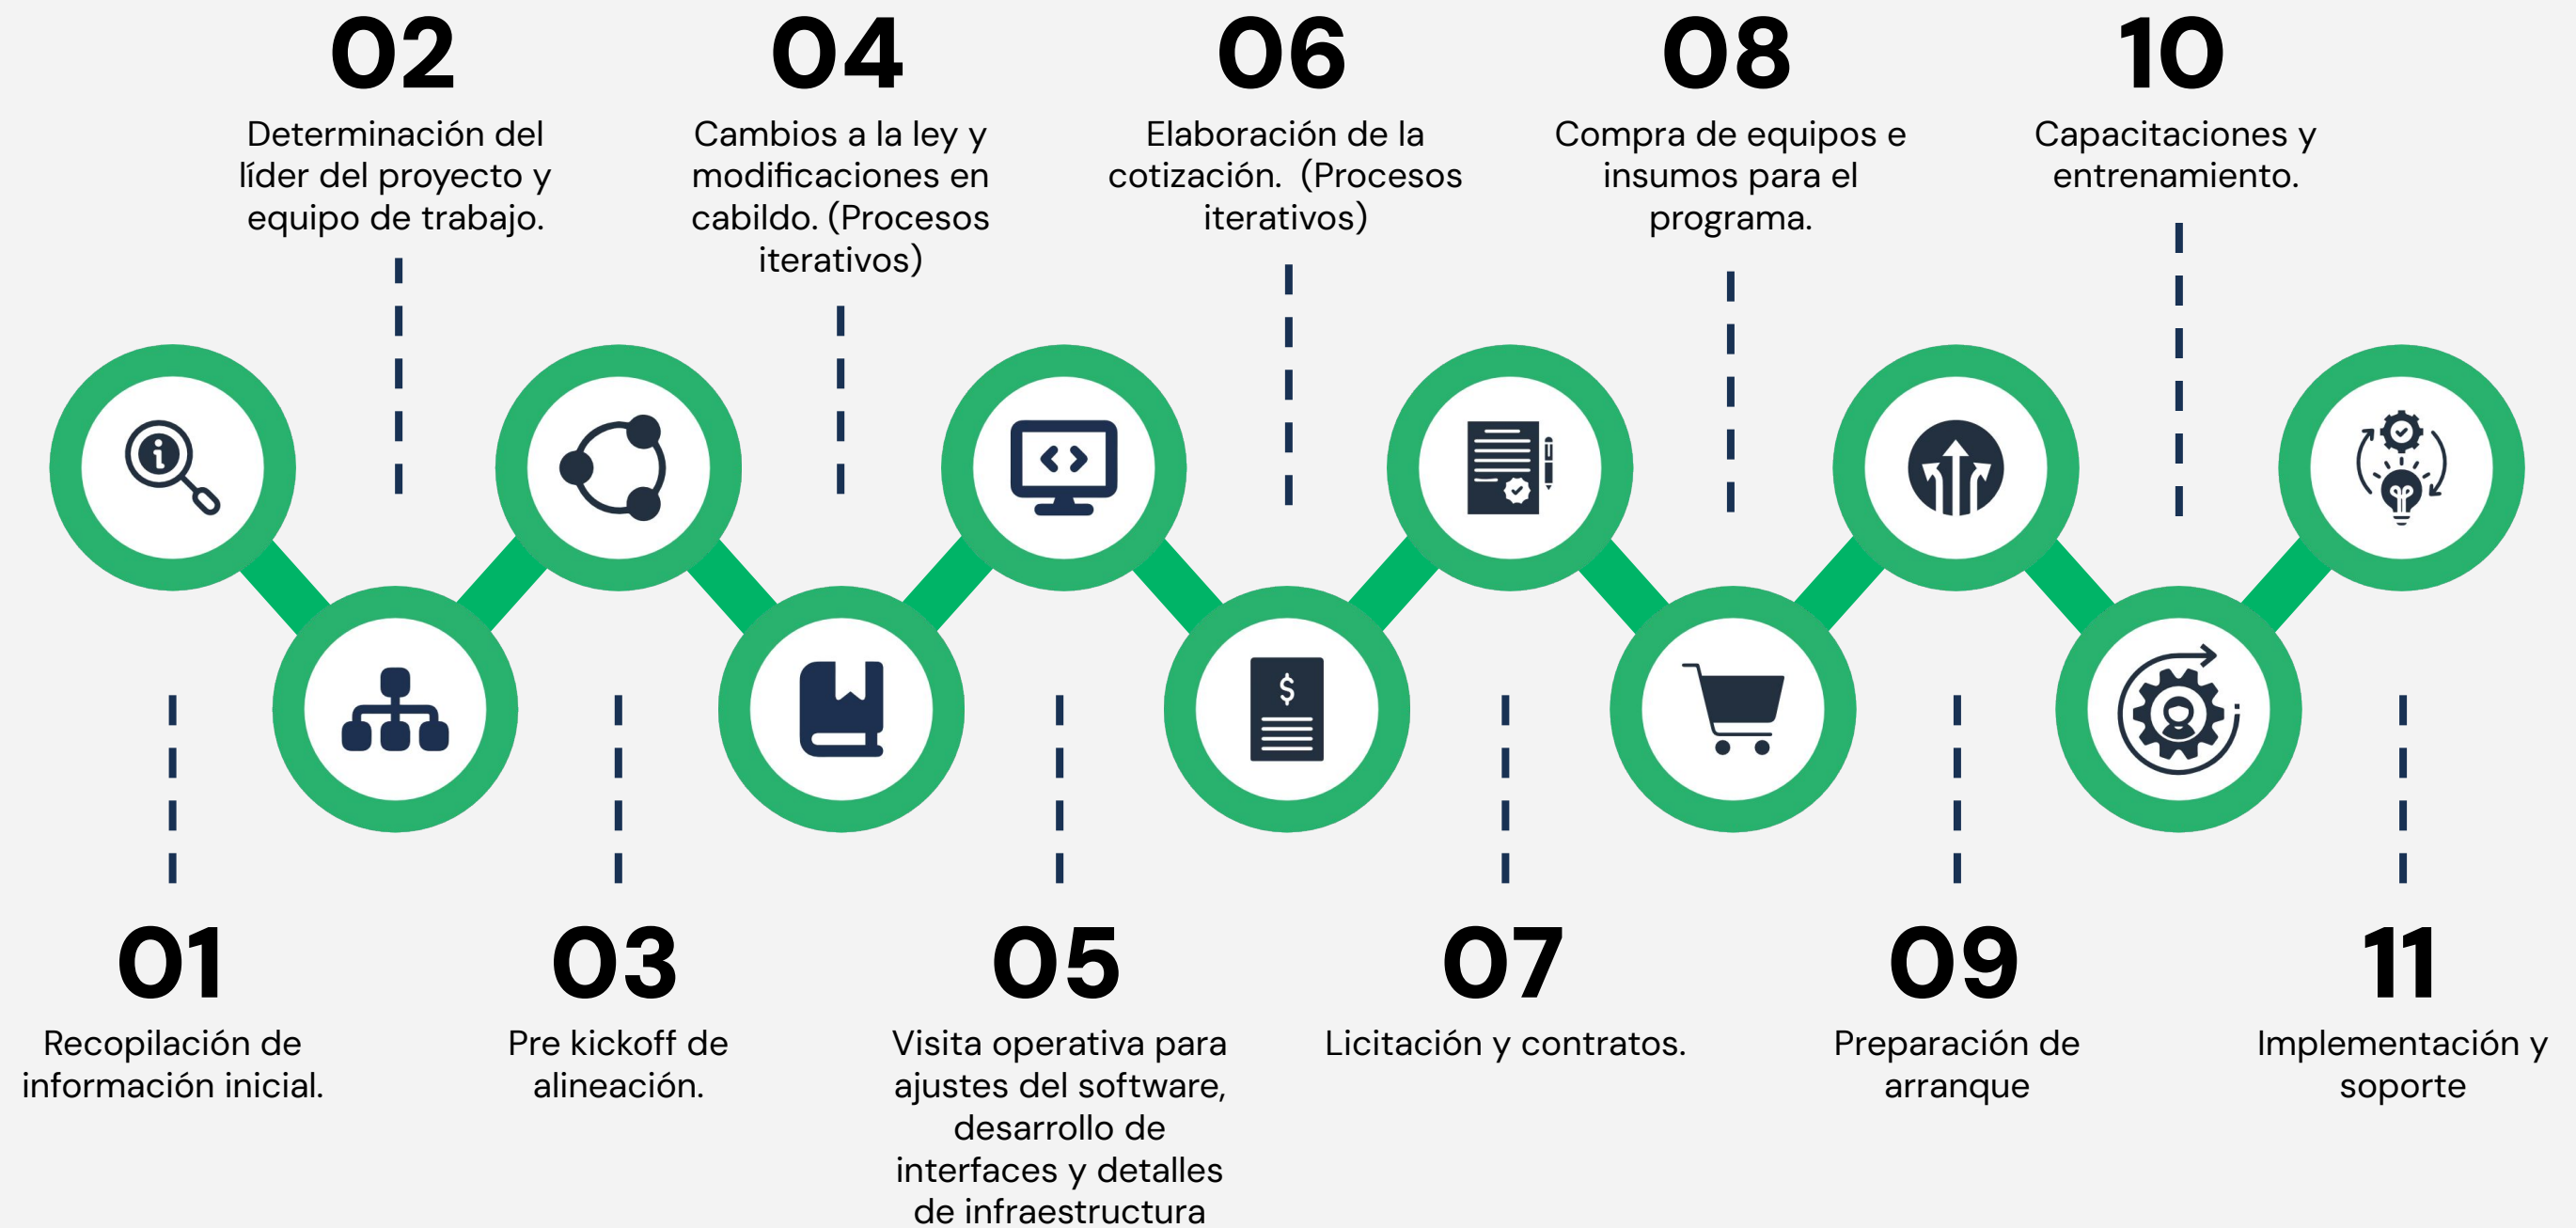 02
Determinación del
líder del proyecto y
equipo de trabajo.
04
Cambios a la ley y
modificaciones en
cabildo. (Procesos
iterativos)
06
Elaboración de la
cotización. (Procesos
iterativos)
08
Compra de equipos e
insumos para el
programa.
10
Capacitaciones y
entrenamiento.
01
Recopilación de
información inicial.
03
Pre kickoff de
alineación.
05
Visita operativa para
ajustes del software,
desarrollo de
interfaces y detalles
de infraestructura
07
Licitación y contratos.
09
Preparación de
arranque
11
Implementación y
soporte